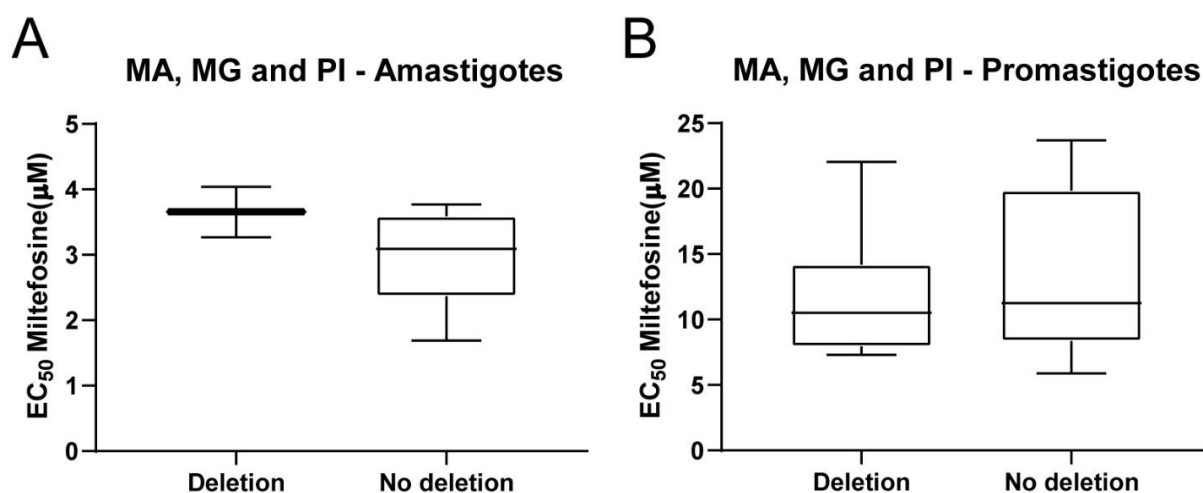 A
MA, MG and PI - Amastigotes
EC50 Miltefosine(μM)
5
4
3
2
1
0
Deletion
No deletion
B
MA, MG and PI - Promastigotes
EC50 Miltefosine(μM)
25
20
15
10
5
0
Deletion
No deletion